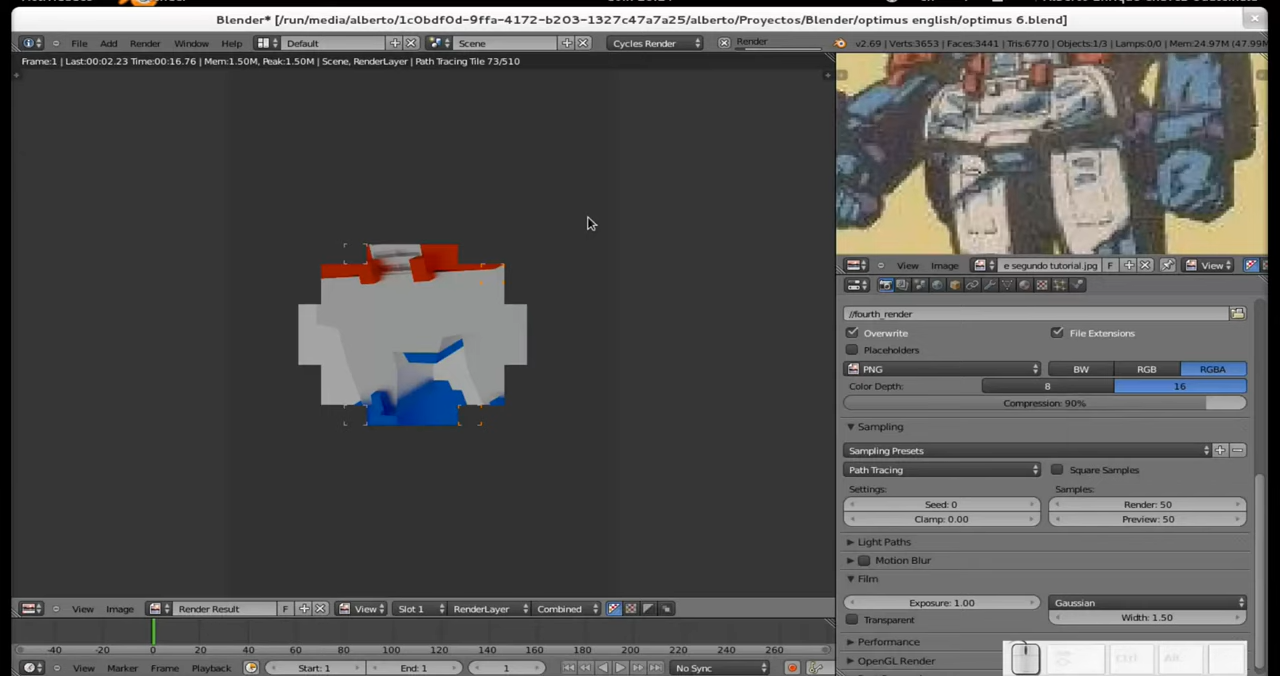 Blender* [/run/media/alberto/1c0bdf0d-9ffa-4172-b203-1327c47a7a25/alberto/Proyectos/Blender/optimus english/optimus 6.blend]
File Add Render Window Help Default Scene Cycles Render Render v2.69 | Verts:3653 | Faces:3441 | Tris:6770 | Objects:1/3 | Lamps:0/0 | Mem:24.97M (47.99M
Frame:1 | Last:00:02.23 Time:00:16.76 | Mem:1.50M, Peak:1.50M | Scene, RenderLayer | Path Tracing Tile 73/510
View Image e segundo tutorial.jpg F View
//fourth_render
Overwrite File Extensions
Placeholders
PNG BW RGB RGBA
Color Depth: 8 16
Compression: 90%
Sampling
Sampling Presets
Path Tracing Square Samples
Settings: Samples:
Seed: 0 Render: 50
Clamp: 0.00 Preview: 50
Light Paths
Motion Blur
Film
Exposure: 1.00 Gaussian
Transparent Width: 1.50
Performance
OpenGL Render
Ctrl Alt
View Image Render Result F View Slot 1 RenderLayer Combined
-40 -20 0 20 40 60 80 100 120 140 160 180 200 220 240 260
View Marker Frame Playback Start: 1 End: 1 1 No Sync